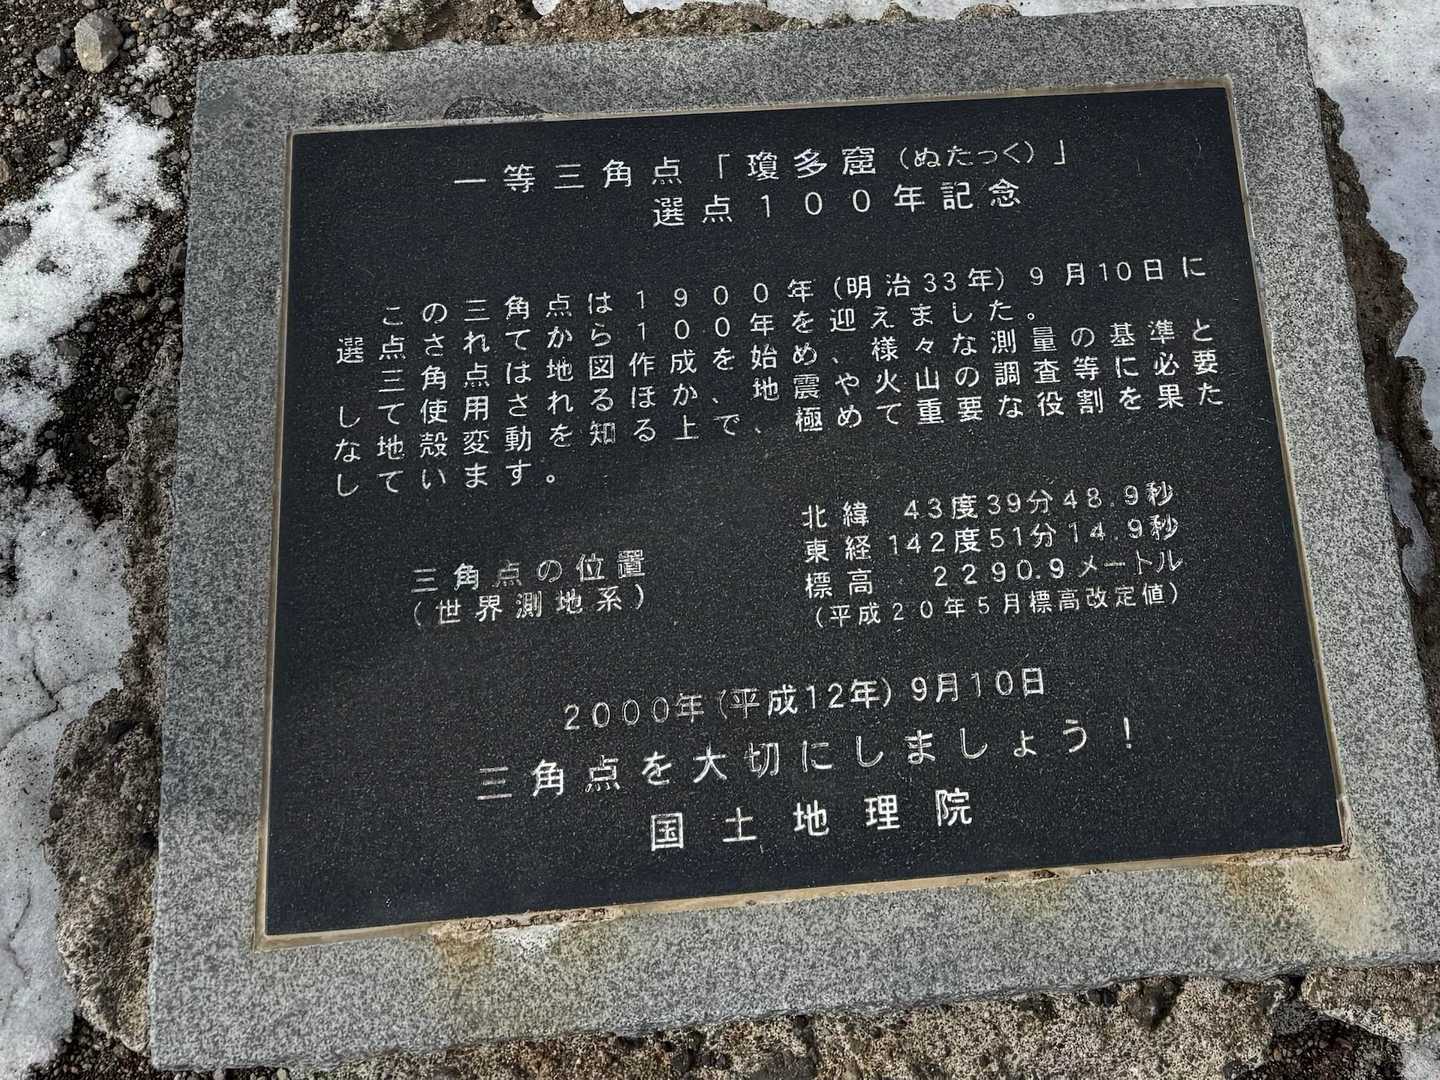 一等三角点「瓊多窟（ぬたっく）」
選点１００年記念
この三角点は１９００年(明治33年)９月10日に
選点されてから１００年を迎えました。
三角点は地図作成を始め、様々な測量の基準と
して使用されるほか、地震や火山の調査等に必要
な地殻変動を知る上で、極めて重要な役割を果た
しています。
三角点の位置
（世界測地系）
北緯 43度39分48.9秒
東経 142度51分14.9秒
標高 2290.9メートル
（平成２０年５月標高改定値）
2000年(平成12年)９月10日
三角点を大切にしましょう！
国土地理院